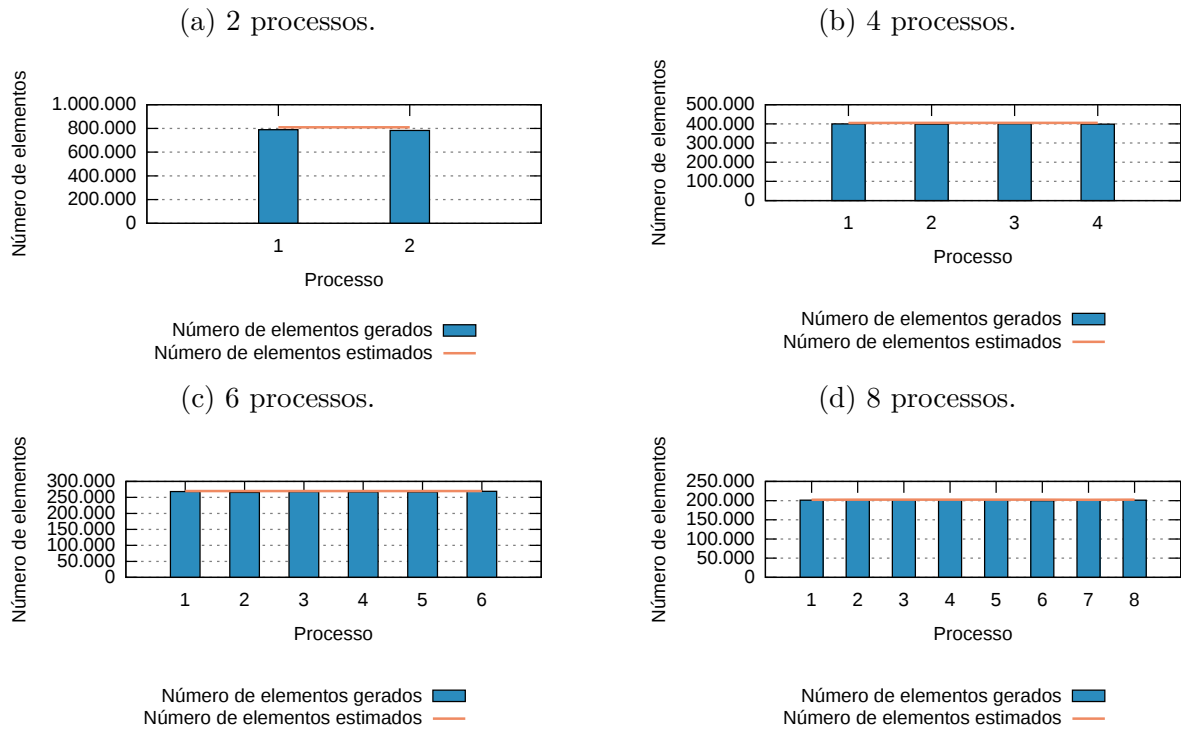 (a) 2 processos.
Número de elementos
1.000.000
800.000
600.000
400.000
200.000
0
1 2
Processo
Número de elementos gerados
Número de elementos estimados
(b) 4 processos.
Número de elementos
500.000
400.000
300.000
200.000
100.000
0
1 2 3 4
Processo
Número de elementos gerados
Número de elementos estimados
(c) 6 processos.
Número de elementos
300.000
250.000
200.000
150.000
100.000
50.000
0
1 2 3 4 5 6
Processo
Número de elementos gerados
Número de elementos estimados
(d) 8 processos.
Número de elementos
250.000
200.000
150.000
100.000
50.000
0
1 2 3 4 5 6 7 8
Processo
Número de elementos gerados
Número de elementos estimados